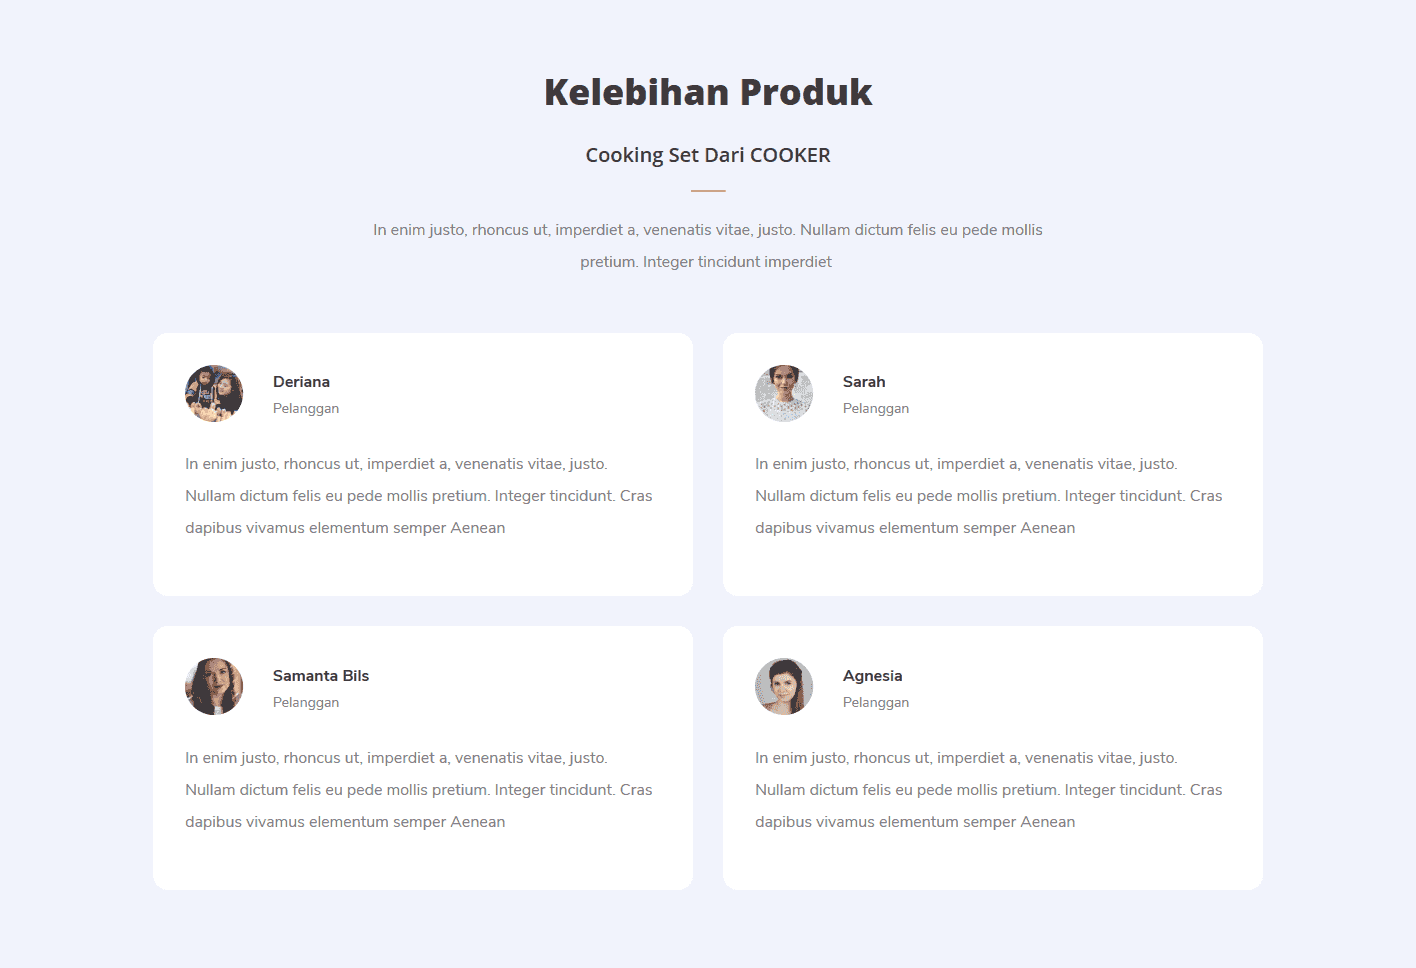 Kelebihan Produk
Cooking Set Dari COOKER
In enim justo, rhoncus ut, imperdiet a, venenatis vitae, justo. Nullam dictum felis eu pede mollis
pretium. Integer tincidunt imperdiet
Deriana
Pelanggan
In enim justo, rhoncus ut, imperdiet a, venenatis vitae, justo.
Nullam dictum felis eu pede mollis pretium. Integer tincidunt. Cras
dapibus vivamus elementum semper Aenean
Sarah
Pelanggan
In enim justo, rhoncus ut, imperdiet a, venenatis vitae, justo.
Nullam dictum felis eu pede mollis pretium. Integer tincidunt. Cras
dapibus vivamus elementum semper Aenean
Samanta Bils
Pelanggan
In enim justo, rhoncus ut, imperdiet a, venenatis vitae, justo.
Nullam dictum felis eu pede mollis pretium. Integer tincidunt. Cras
dapibus vivamus elementum semper Aenean
Agnesia
Pelanggan
In enim justo, rhoncus ut, imperdiet a, venenatis vitae, justo.
Nullam dictum felis eu pede mollis pretium. Integer tincidunt. Cras
dapibus vivamus elementum semper Aenean